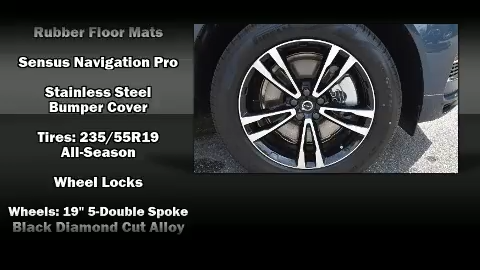 Rubber Floor Mats
Sensus Navigation Pro
Stainless Steel
Bumper Cover
Tires: 235/55R19
All-Season
Wheel Locks
Wheels: 19" 5-Double Spoke
Black Diamond Cut Alloy